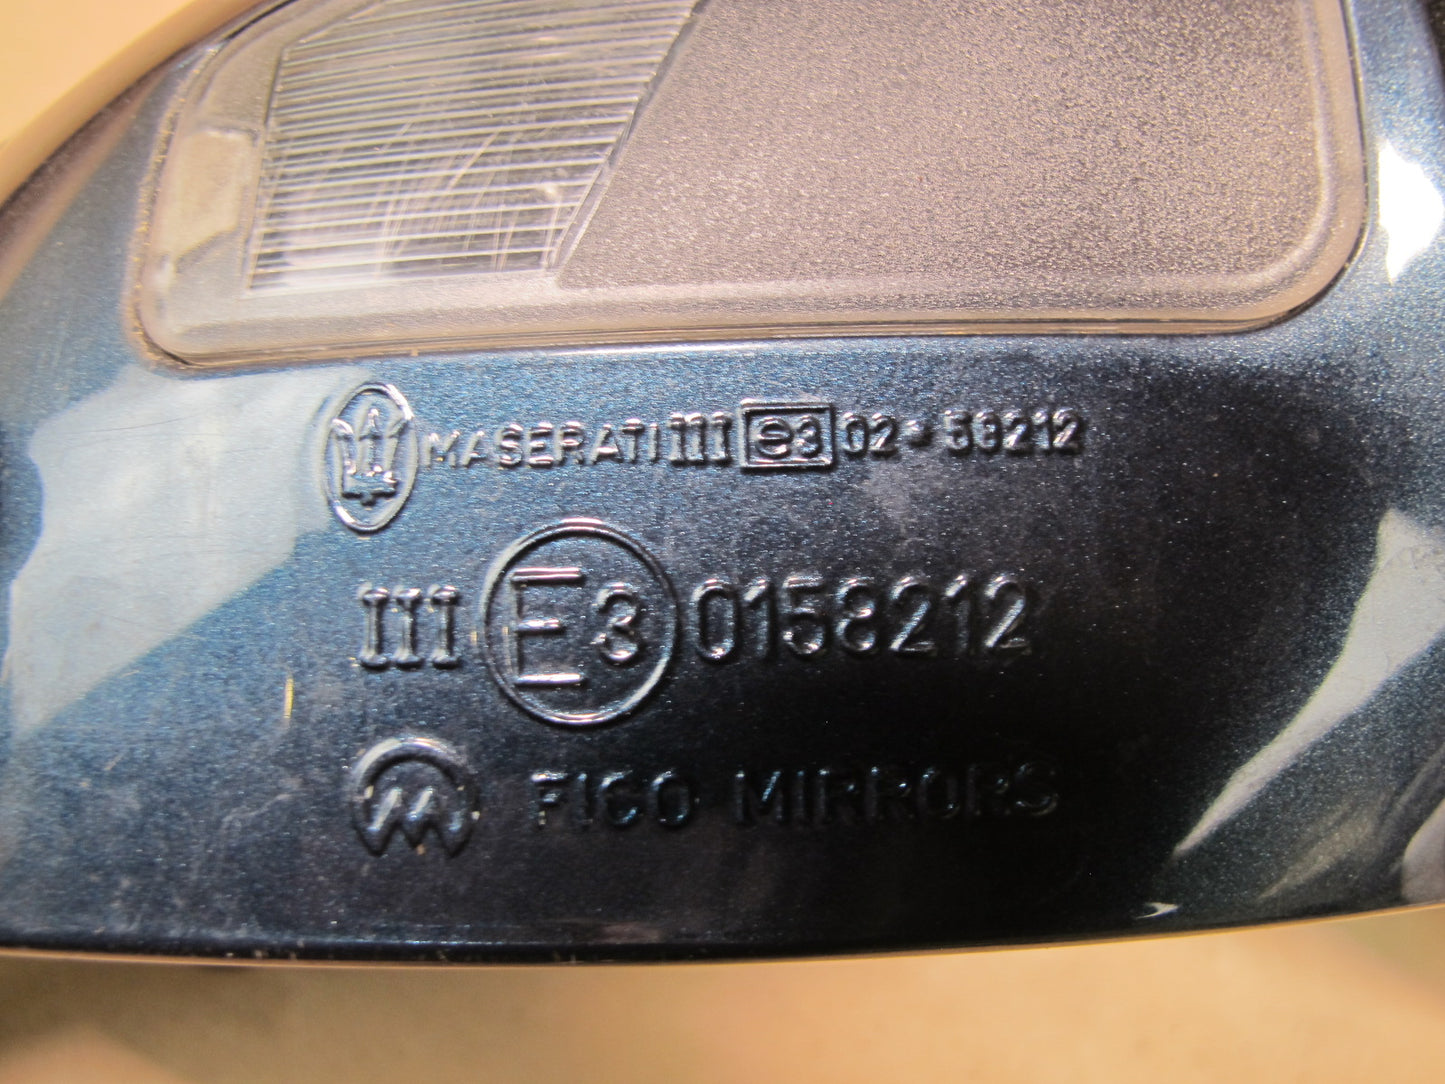 MASERATI III e3 02*58212
III E3 0158212
FICO MIRRORS